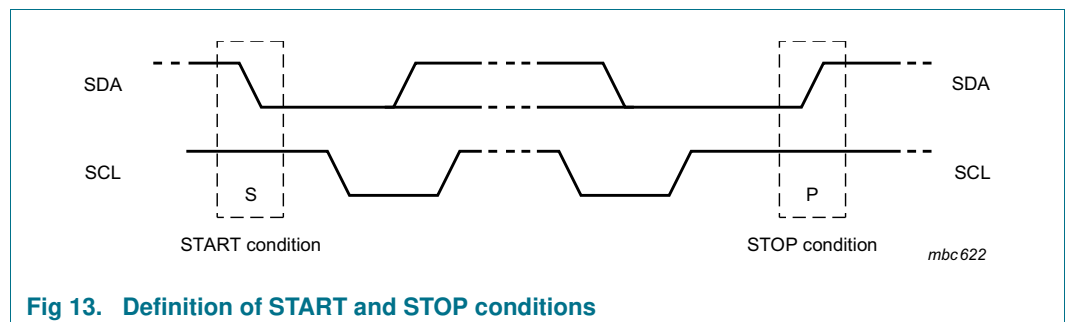 SDA
SDA
SCL
SCL
S
P
START condition
STOP condition
mbc622
Fig 13. Definition of START and STOP conditions